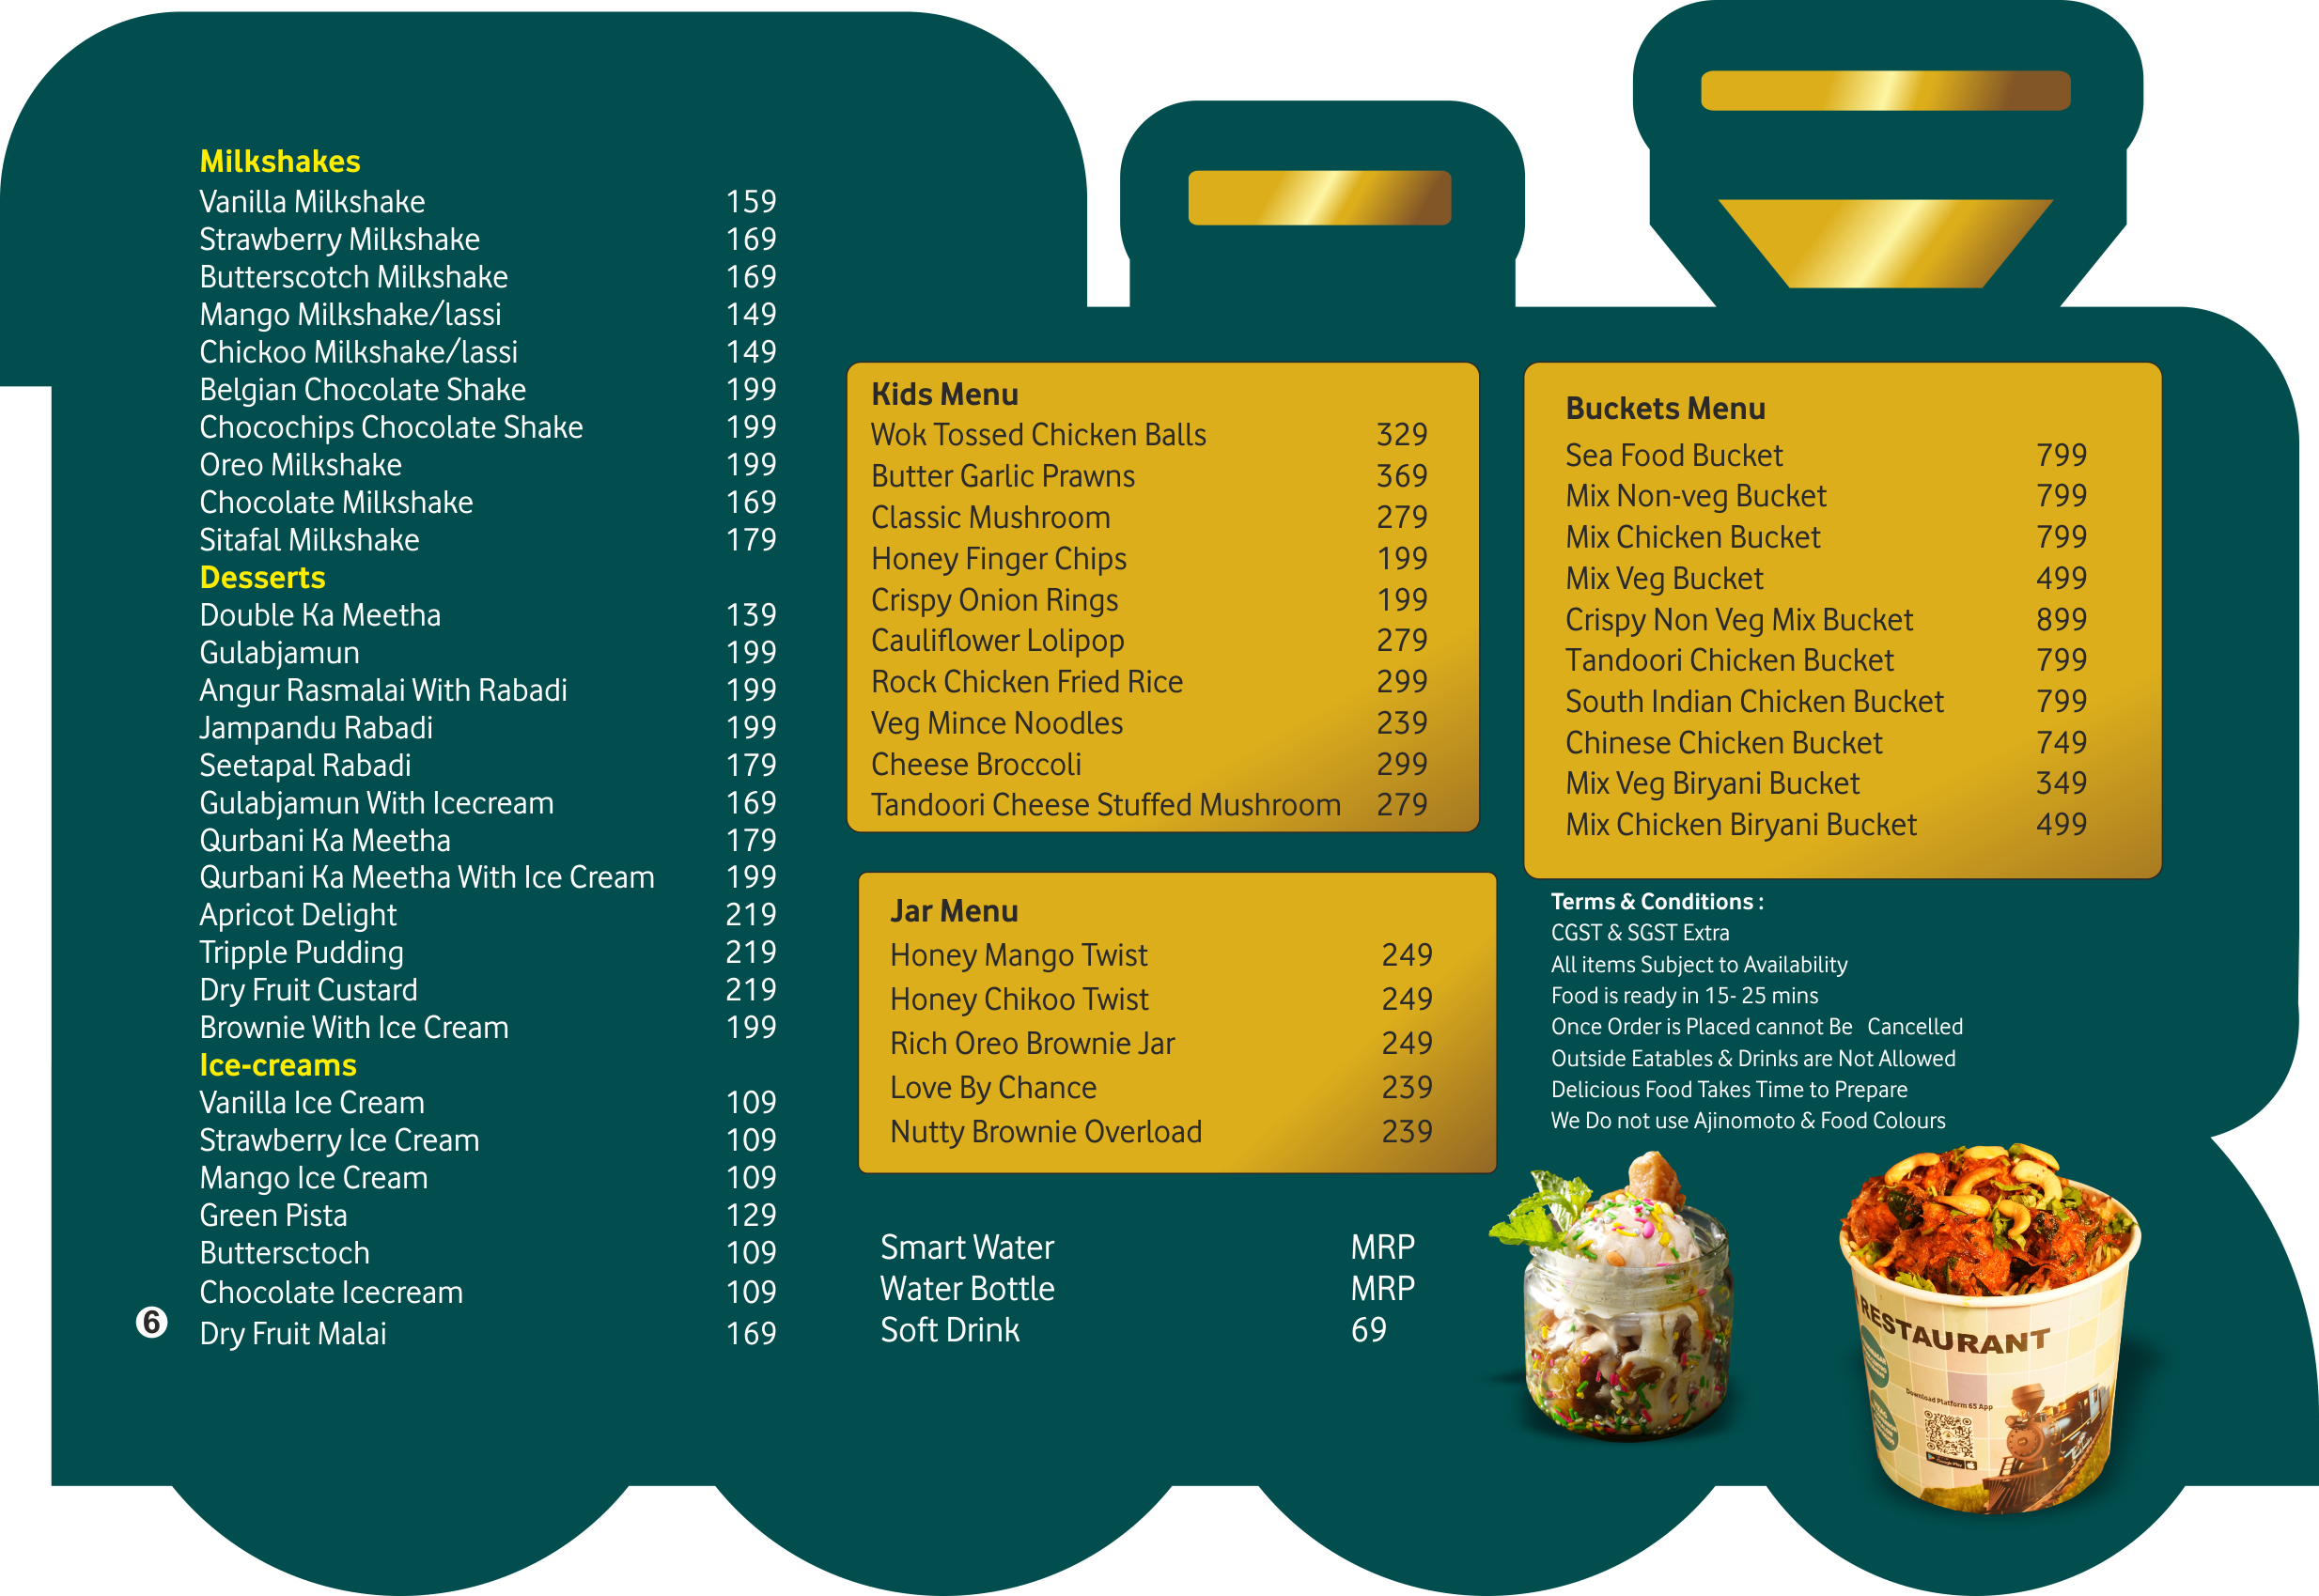 Milkshakes
Vanilla Milkshake 159
Strawberry Milkshake 169
Butterscotch Milkshake 169
Mango Milkshake/lassi 149
Chickoo Milkshake/lassi 149
Belgian Chocolate Shake 199
Chocochips Chocolate Shake 199
Oreo Milkshake 199
Chocolate Milkshake 169
Sitafal Milkshake 179
Desserts
Double Ka Meetha 139
Gulabjamun 199
Angur Rasmalai With Rabadi 199
Jampandu Rabadi 199
Seetapal Rabadi 179
Gulabjamun With Icecream 169
Qurbani Ka Meetha 179
Qurbani Ka Meetha With Ice Cream 199
Apricot Delight 219
Tripple Pudding 219
Dry Fruit Custard 219
Brownie With Ice Cream 199
Ice-creams
Vanilla Ice Cream 109
Strawberry Ice Cream 109
Mango Ice Cream 109
Green Pista 129
Buttersctoch 109
Chocolate Icecream 109
Dry Fruit Malai 169
6
Kids Menu
Wok Tossed Chicken Balls 329
Butter Garlic Prawns 369
Classic Mushroom 279
Honey Finger Chips 199
Crispy Onion Rings 199
Cauliflower Lolipop 279
Rock Chicken Fried Rice 299
Veg Mince Noodles 239
Cheese Broccoli 299
Tandoori Cheese Stuffed Mushroom 279
Jar Menu
Honey Mango Twist 249
Honey Chikoo Twist 249
Rich Oreo Brownie Jar 249
Love By Chance 239
Nutty Brownie Overload 239
Smart Water MRP
Water Bottle MRP
Soft Drink 69
Buckets Menu
Sea Food Bucket 799
Mix Non-veg Bucket 799
Mix Chicken Bucket 799
Mix Veg Bucket 499
Crispy Non Veg Mix Bucket 899
Tandoori Chicken Bucket 799
South Indian Chicken Bucket 799
Chinese Chicken Bucket 749
Mix Veg Biryani Bucket 349
Mix Chicken Biryani Bucket 499
Terms & Conditions :
CGST & SGST Extra
All items Subject to Availability
Food is ready in 15- 25 mins
Once Order is Placed cannot Be Cancelled
Outside Eatables & Drinks are Not Allowed
Delicious Food Takes Time to Prepare
We Do not use Ajinomoto & Food Colours
RESTAURANT
Download Platform 65 App
Google Play